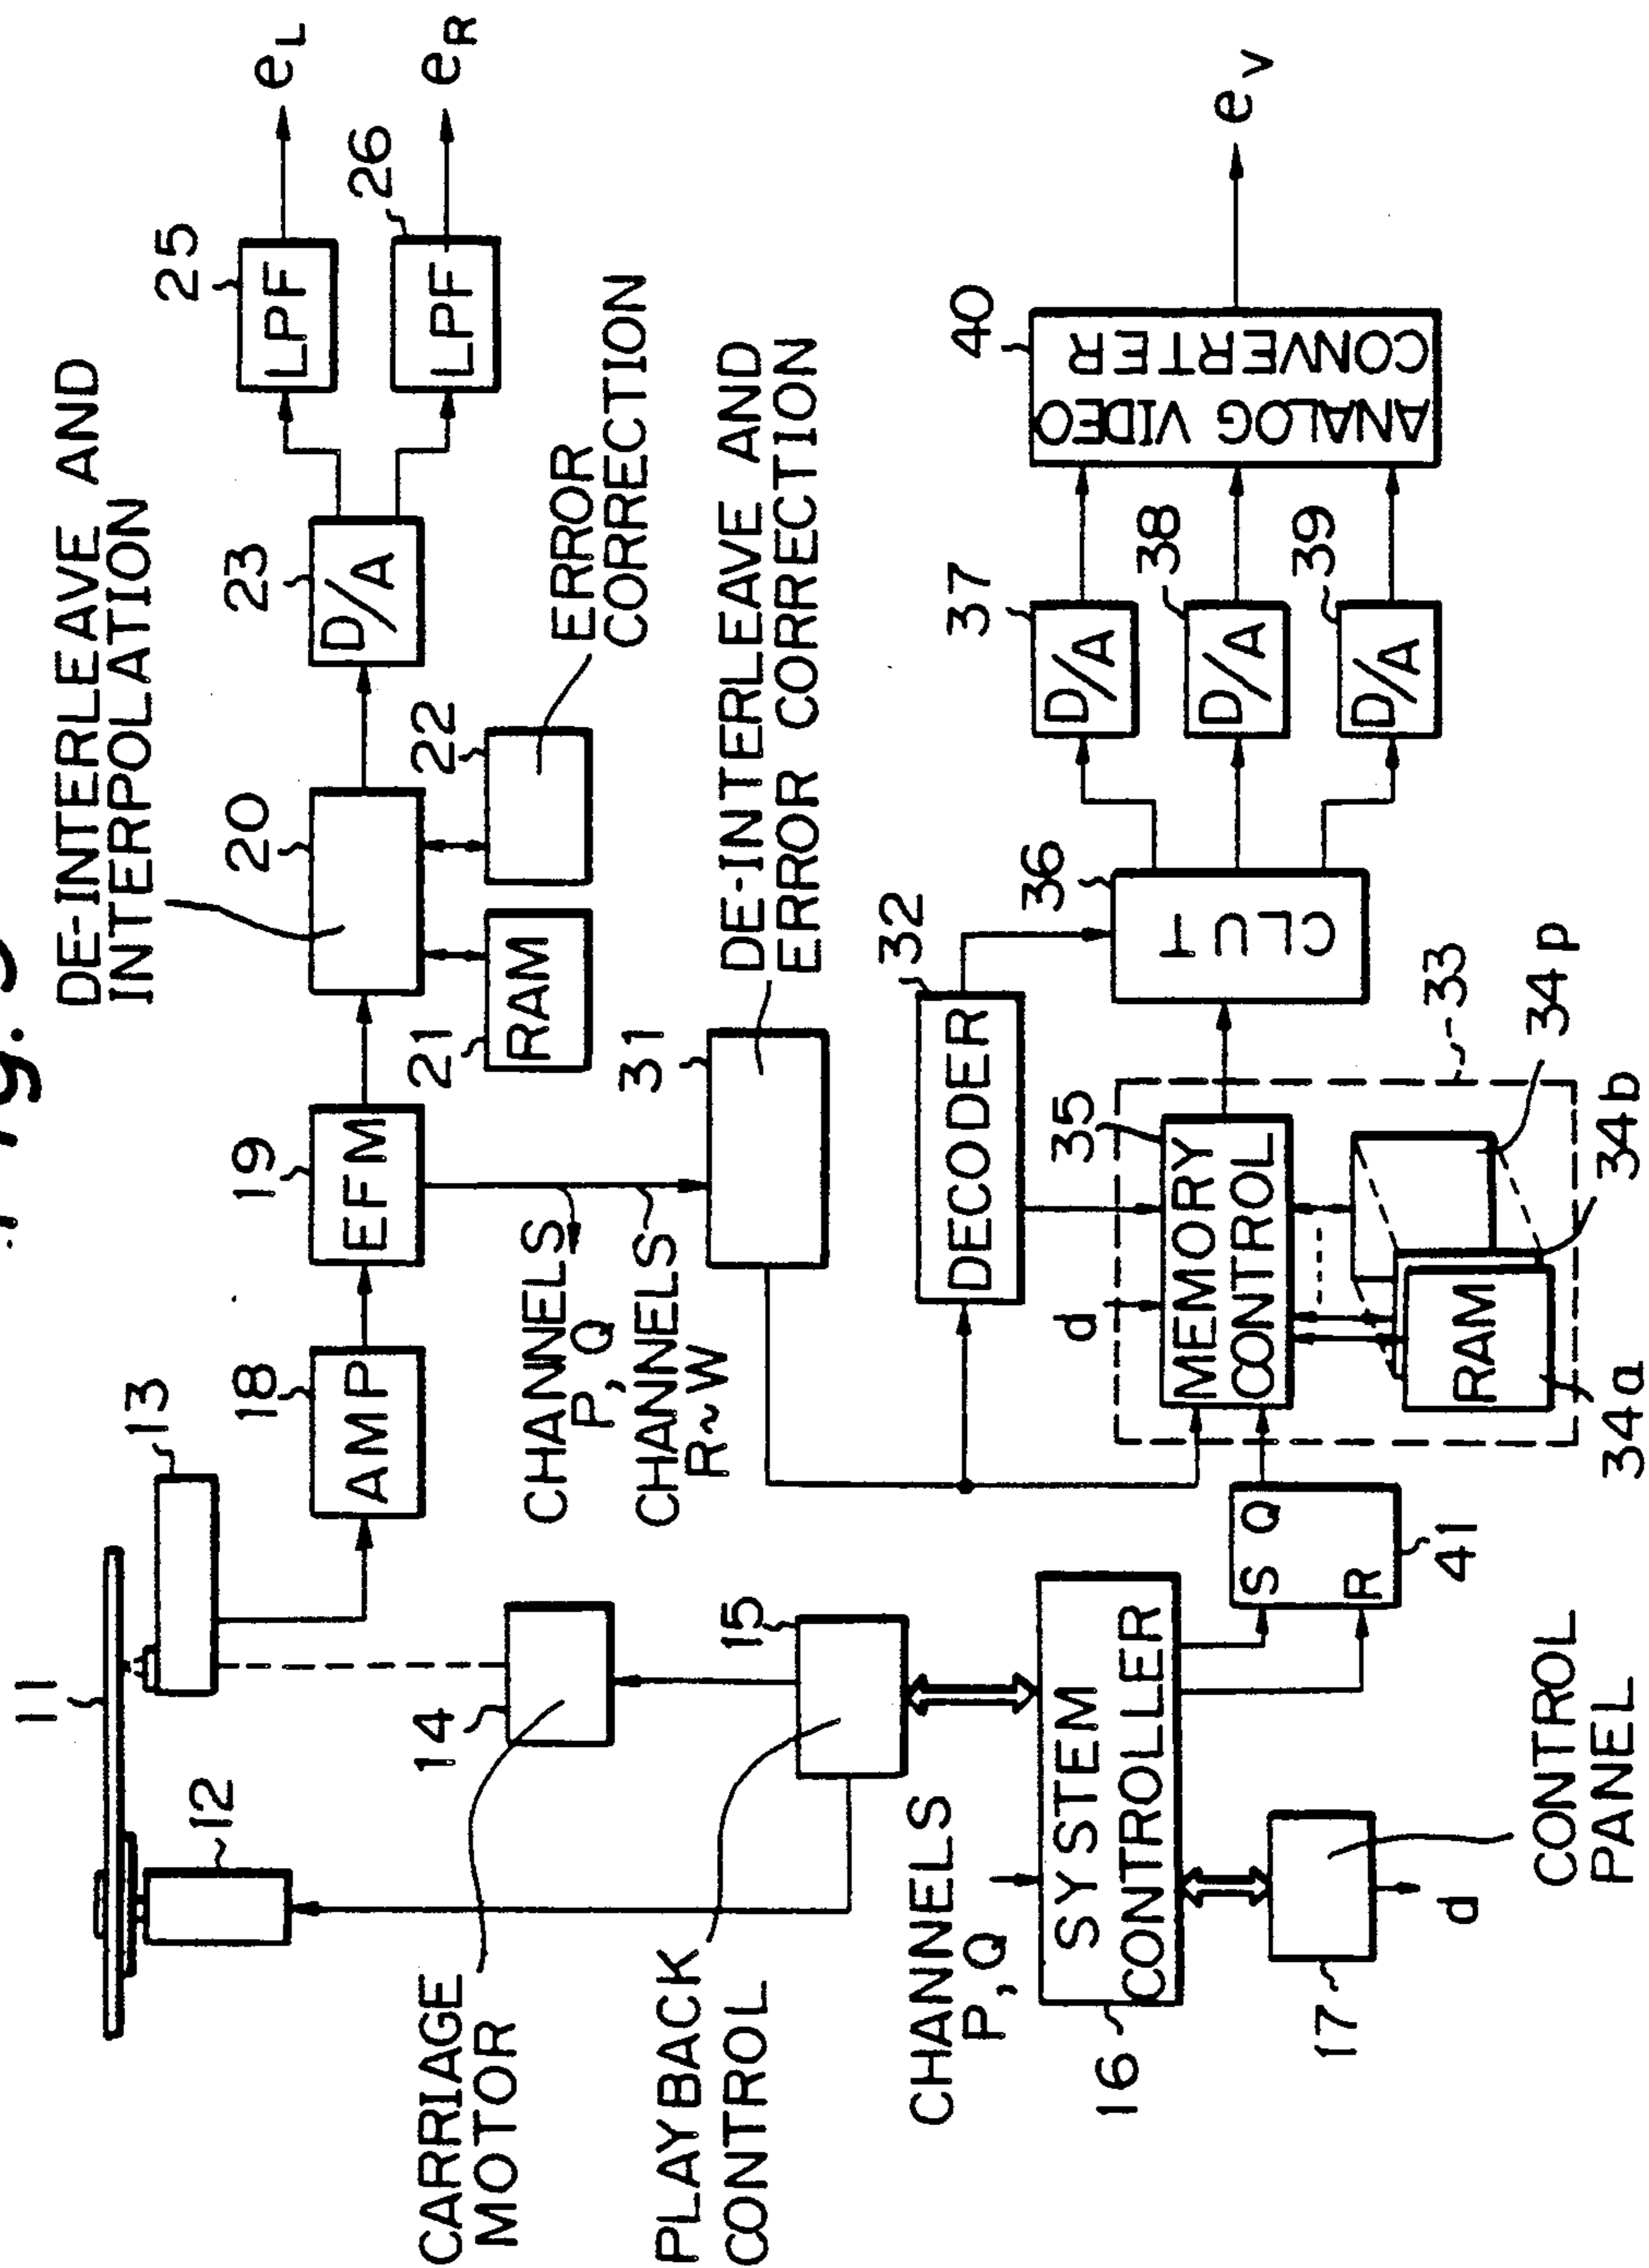 DE-INTERLEAVE AND
INTERPOLATION
11
13
18
AMP
19
EFM
20
21
RAM
22
ERROR
CORRECTION
23
D/A
25
LPF
26
LPF
eL
eR
12
14
CARRIAGE
MOTOR
CHANNELS
P, Q
CHANNELS
R~W
31
DE-INTERLEAVE AND
ERROR CORRECTION
15
PLAYBACK
CONTROL
CHANNELS
P, Q
16
SYSTEM
CONTROLLER
17
d
CONTROL
PANEL
S Q
R
41
32
DECODER
d
35
MEMORY
CONTROL
RAM
34a
34b
34p
33
36
CLUT
37
D/A
38
D/A
39
D/A
40
ANALOG VIDEO
CONVERTER
eV